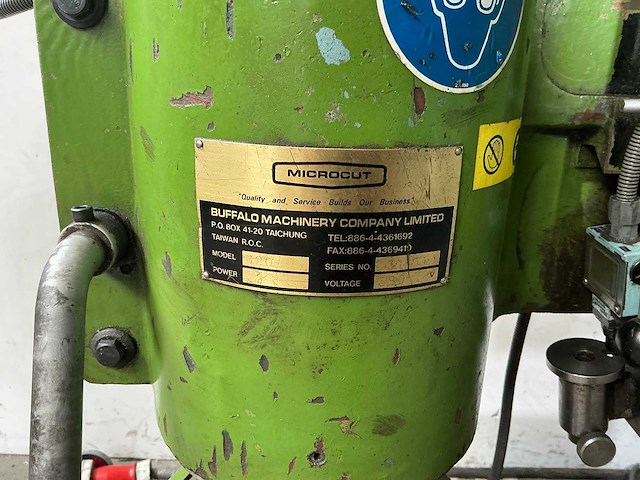 MICROCUT
"Quality and Service Builds Our Business"
BUFFALO MACHINERY COMPANY LIMITED
P.O. BOX 41-20 TAICHUNG TEL:886-4-4361692
TAIWAN R.O.C. FAX:886-4-4369419
MODEL SERIES NO.
POWER VOLTAGE